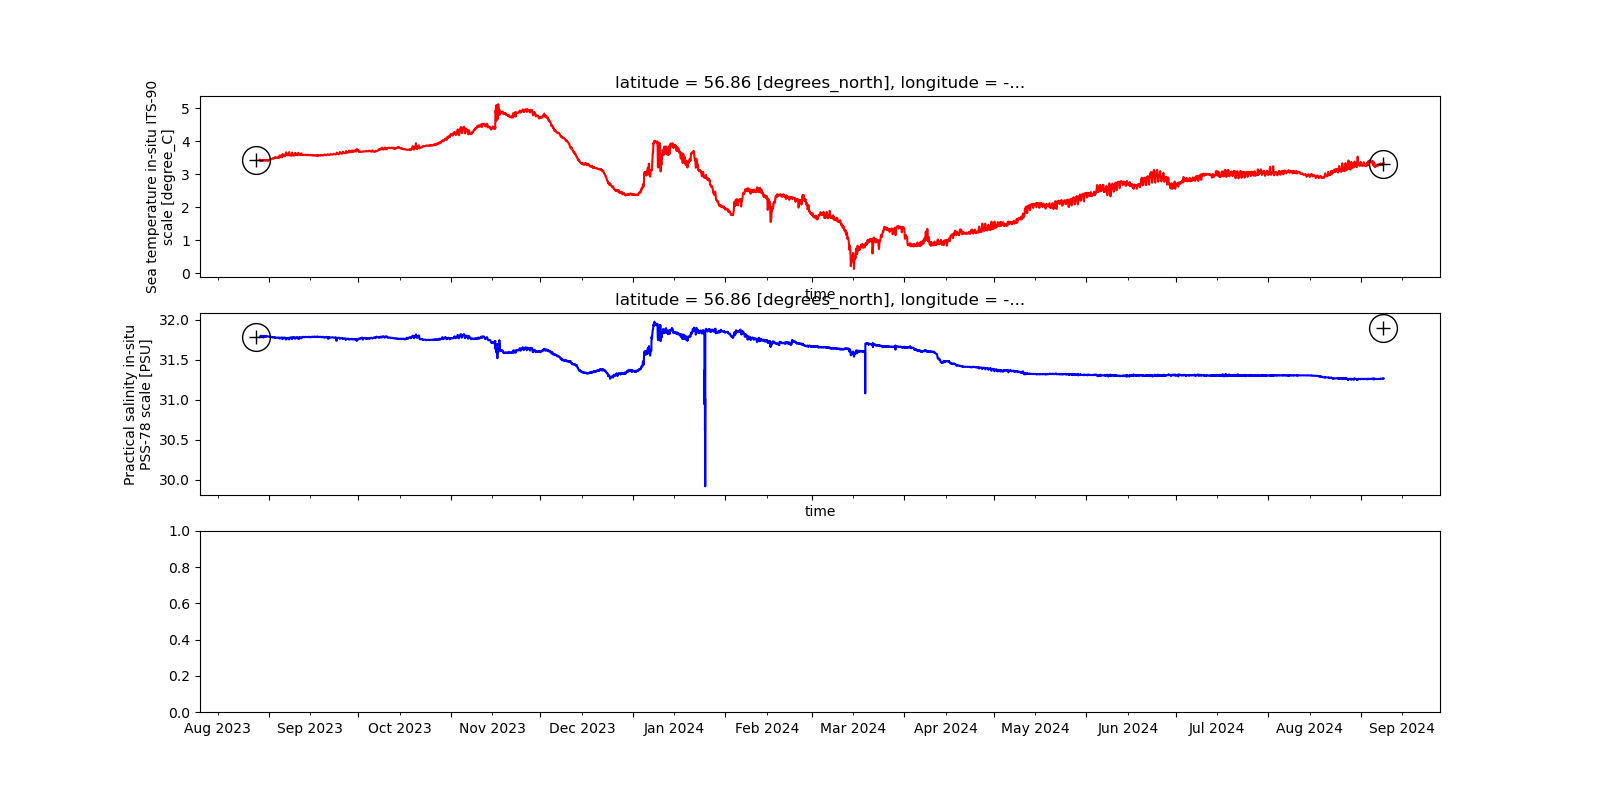 latitude = 56.86 [degrees_north], longitude = -...
Sea temperature in-situ ITS-90
scale [degree_C]
5
4
3
2
1
0
time
latitude = 56.86 [degrees_north], longitude = -...
Practical salinity in-situ
PSS-78 scale [PSU]
32.0
31.5
31.0
30.5
30.0
time
1.0
0.8
0.6
0.4
0.2
0.0
Aug 2023 Sep 2023 Oct 2023 Nov 2023 Dec 2023 Jan 2024 Feb 2024 Mar 2024 Apr 2024 May 2024 Jun 2024 Jul 2024 Aug 2024 Sep 2024